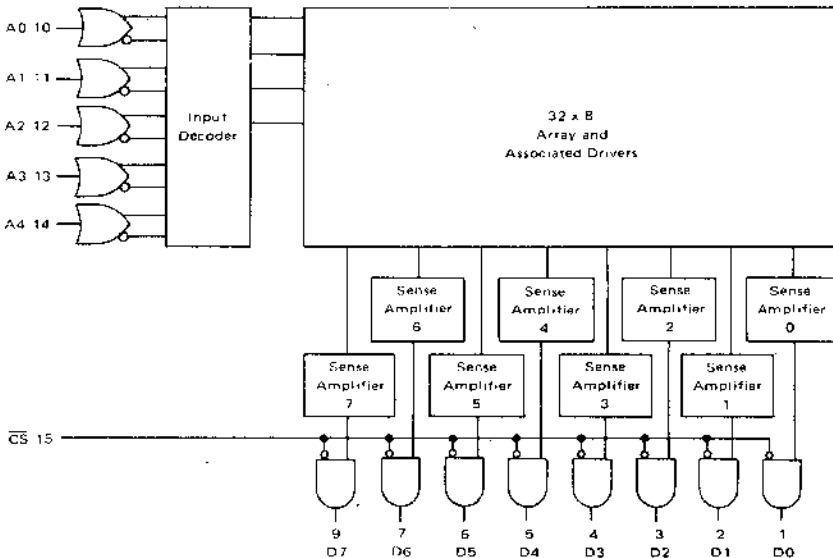 A0 10
A1 11
A2 12
A3 13
A4 14
Input
Decoder
32 x 8
Array and
Associated Drivers
Sense
Amplifier
6
Sense
Amplifier
4
Sense
Amplifier
2
Sense
Amplifier
0
Sense
Amplifier
7
Sense
Amplifier
5
Sense
Amplifier
3
Sense
Amplifier
1
C̅S̅ 15
9 7 6 5 4 3 2 1
D7 D6 D5 D4 D3 D2 D1 D0